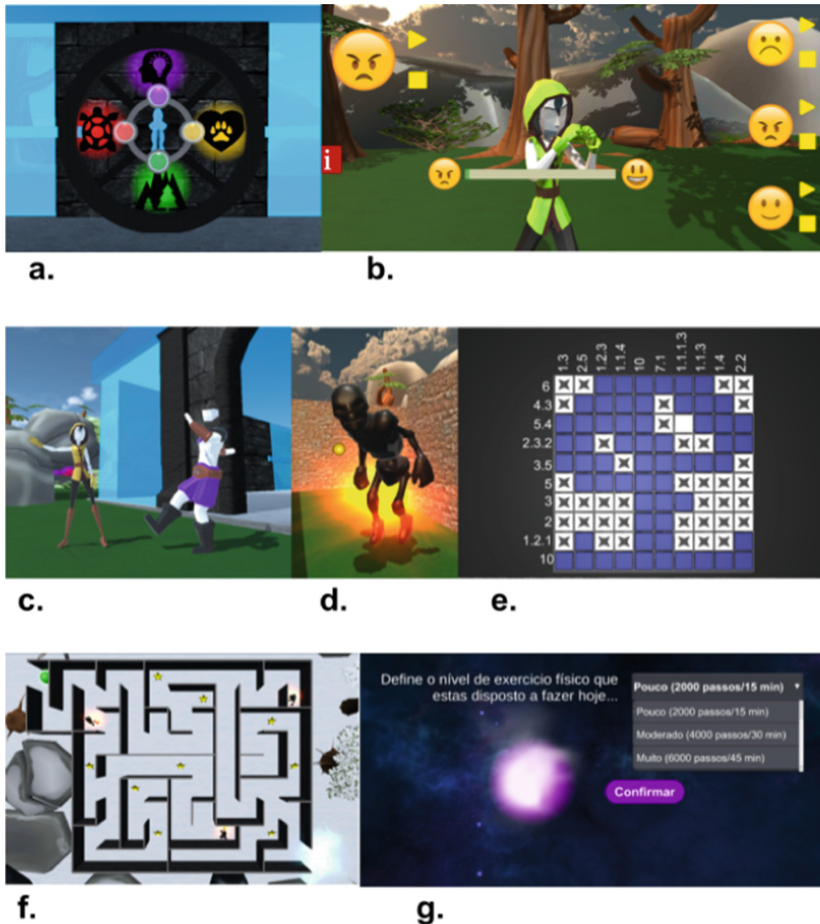 i
a.
b.
1.3
2.5
1.2.3
1.1.4
10
7.1
1.1.1.3
1.1.3
1.4
2.2
6
4.3
5.4
2.3.2
3.5
5
3
2
1.2.1
10
c.
d.
e.
Define o nível de exercicio físico que
estas disposto a fazer hoje...
Pouco (2000 passos/15 min)
Pouco (2000 passos/15 min)
Moderado (4000 passos/30 min)
Muito (6000 passos/45 min)
Confirmar
f.
g.